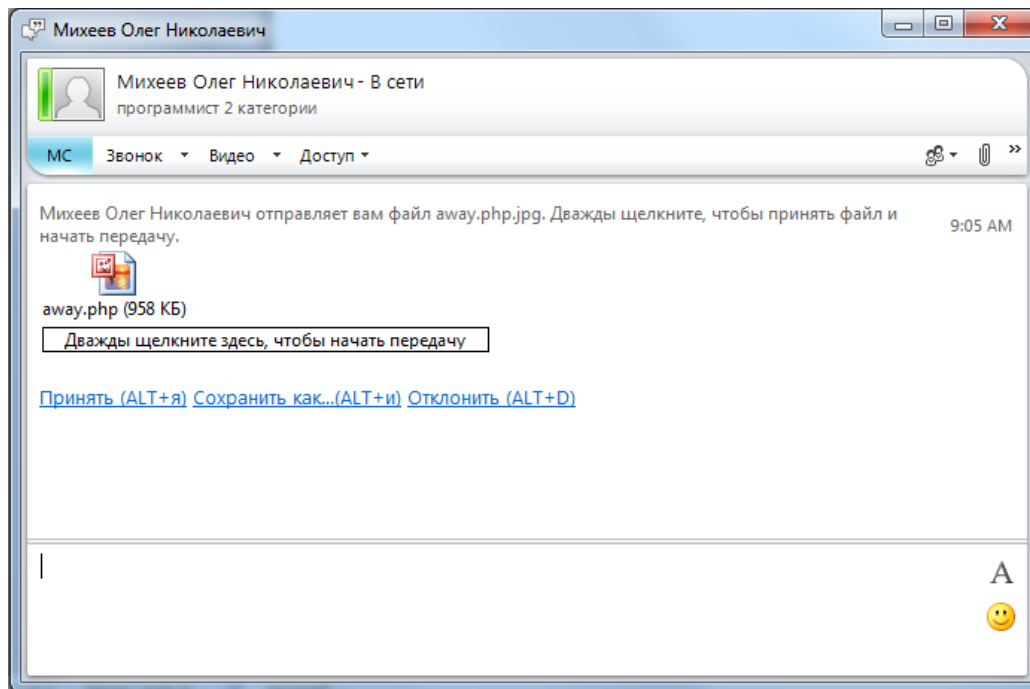 Михеев Олег Николаевич
Михеев Олег Николаевич - В сети
программист 2 категории
МС Звонок Видео Доступ »
Михеев Олег Николаевич отправляет вам файл away.php.jpg. Дважды щелкните, чтобы принять файл и
начать передачу.
9:05 AM
away.php (958 КБ)
Дважды щелкните здесь, чтобы начать передачу
Принять (ALT+я) Сохранить как...(ALT+и) Отклонить (ALT+D)
A